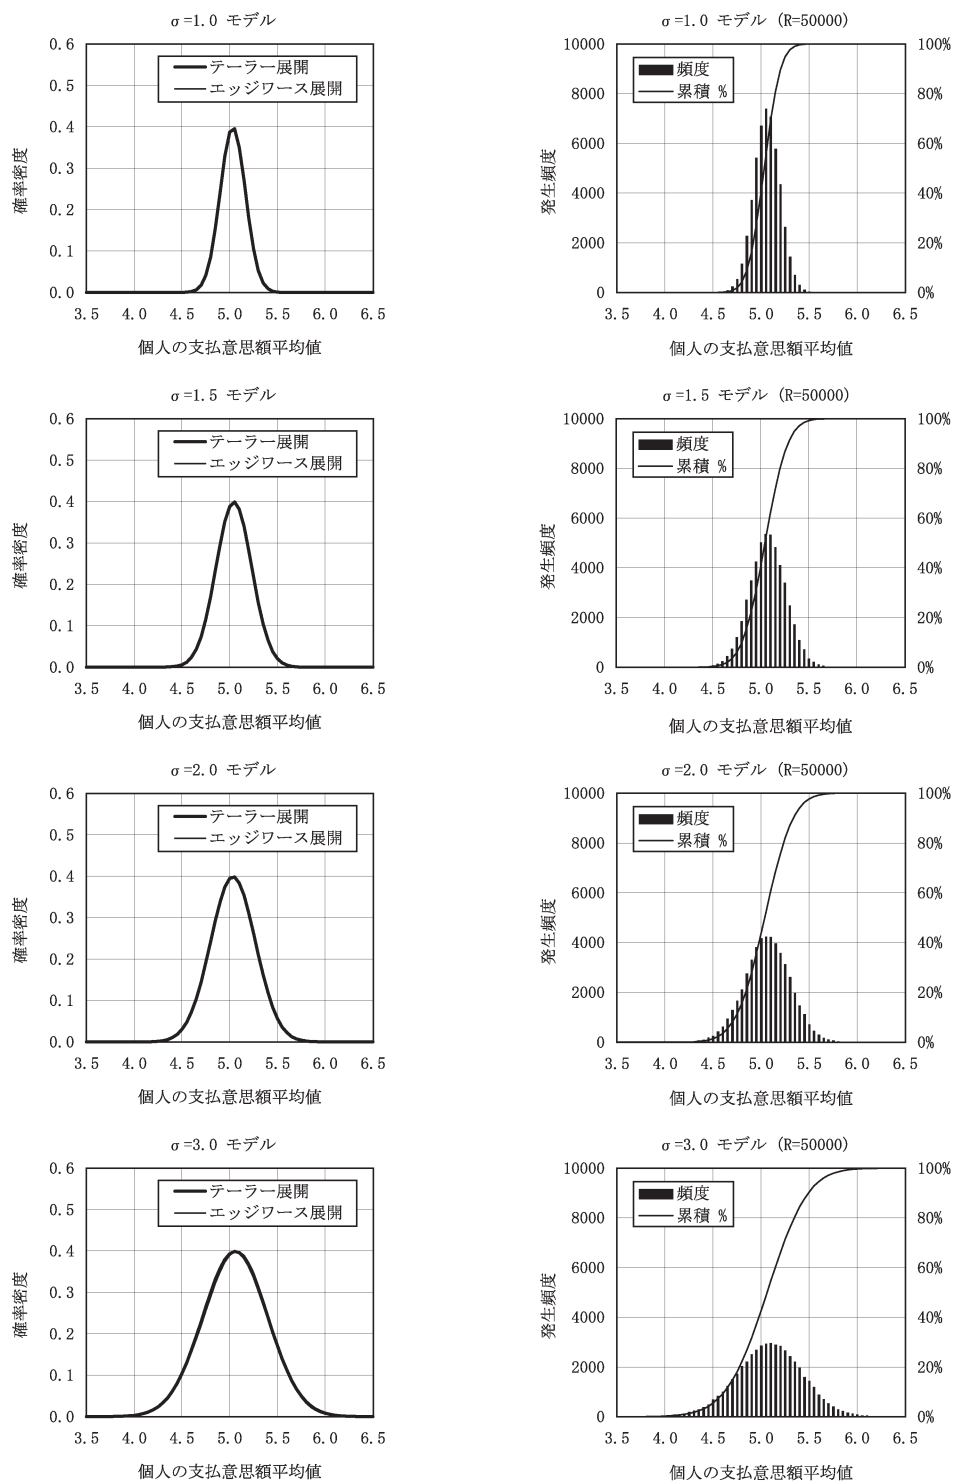 σ=1.0 モデル
0.6
0.5
0.4
0.3
0.2
0.1
0.0
確率密度
テーラー展開
エッジワース展開
3.5 4.0 4.5 5.0 5.5 6.0 6.5
個人の支払意思額平均値
σ=1.0 モデル (R=50000)
10000
8000
6000
4000
2000
0
発生頻度
頻度
累積 %
100%
80%
60%
40%
20%
0%
3.5 4.0 4.5 5.0 5.5 6.0 6.5
個人の支払意思額平均値
σ=1.5 モデル
0.6
0.5
0.4
0.3
0.2
0.1
0.0
確率密度
テーラー展開
エッジワース展開
3.5 4.0 4.5 5.0 5.5 6.0 6.5
個人の支払意思額平均値
σ=1.5 モデル (R=50000)
10000
8000
6000
4000
2000
0
発生頻度
頻度
累積 %
100%
80%
60%
40%
20%
0%
3.5 4.0 4.5 5.0 5.5 6.0 6.5
個人の支払意思額平均値
σ=2.0 モデル
0.6
0.5
0.4
0.3
0.2
0.1
0.0
確率密度
テーラー展開
エッジワース展開
3.5 4.0 4.5 5.0 5.5 6.0 6.5
個人の支払意思額平均値
σ=2.0 モデル (R=50000)
10000
8000
6000
4000
2000
0
発生頻度
頻度
累積 %
100%
80%
60%
40%
20%
0%
3.5 4.0 4.5 5.0 5.5 6.0 6.5
個人の支払意思額平均値
σ=3.0 モデル
0.6
0.5
0.4
0.3
0.2
0.1
0.0
確率密度
テーラー展開
エッジワース展開
3.5 4.0 4.5 5.0 5.5 6.0 6.5
個人の支払意思額平均値
σ=3.0 モデル (R=50000)
10000
8000
6000
4000
2000
0
発生頻度
頻度
累積 %
100%
80%
60%
40%
20%
0%
3.5 4.0 4.5 5.0 5.5 6.0 6.5
個人の支払意思額平均値